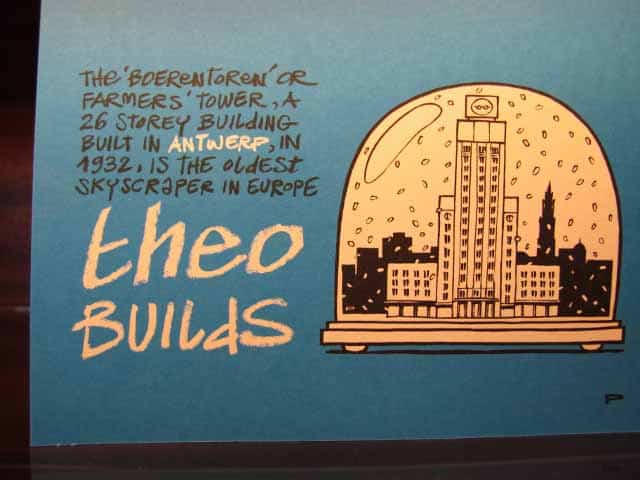 THE 'BOERENTOREN' OR
FARMERS' TOWER, A
26 STOREY BUILDING
BUILT IN ANTWERP, IN
1932, IS THE OLDEST
SKYSCRAPER IN EUROPE
theo
BUILDS
P